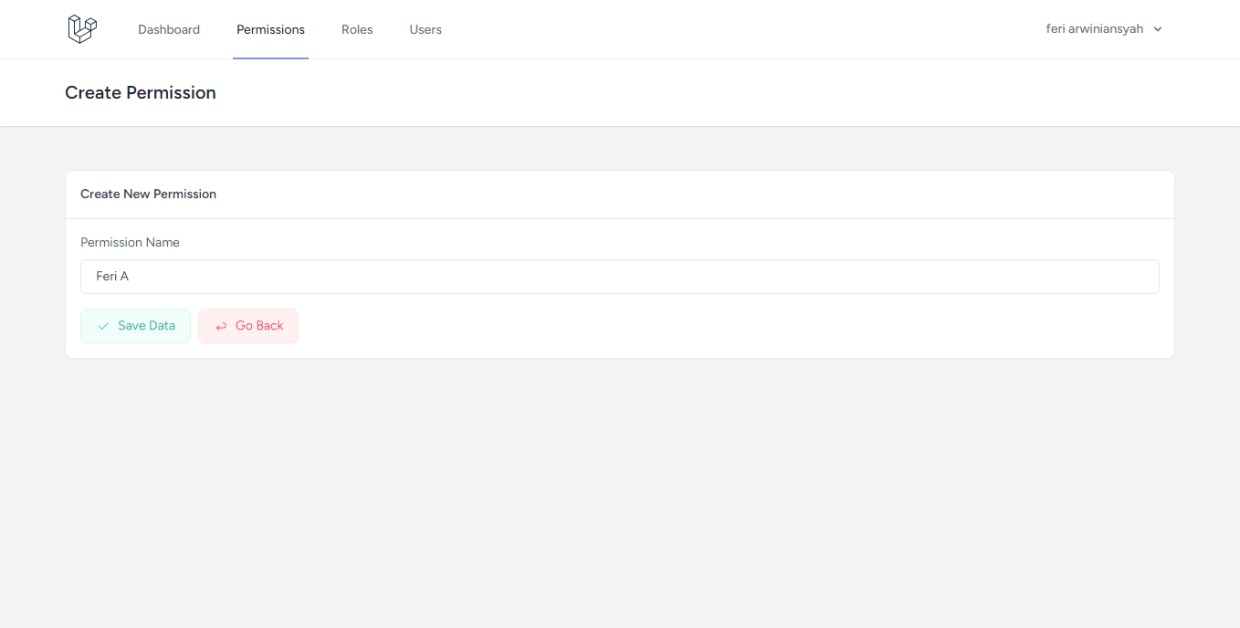 Dashboard Permissions Roles Users feri arwiniansyah
Create Permission
Create New Permission
Permission Name
Feri A
Save Data Go Back